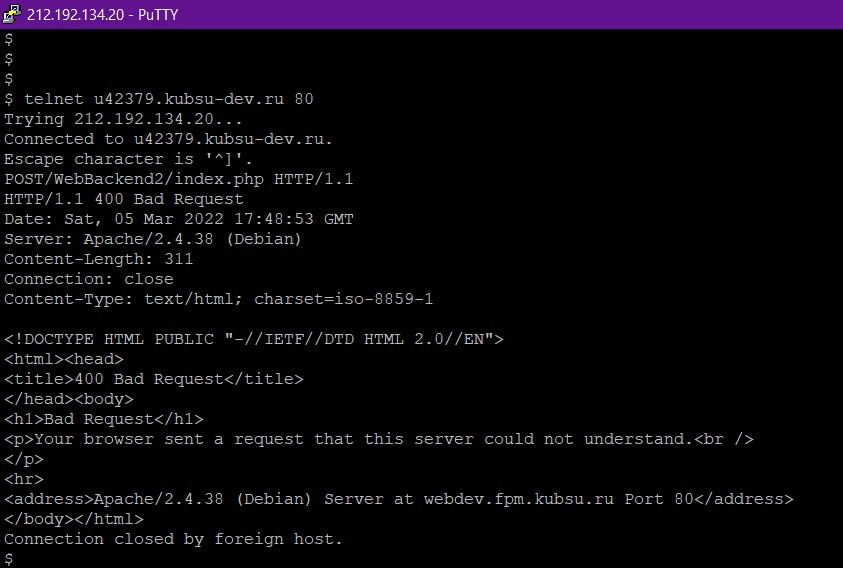 212.192.134.20 - PuTTY
$
$
$
$ telnet u42379.kubsu-dev.ru 80
Trying 212.192.134.20...
Connected to u42379.kubsu-dev.ru.
Escape character is '^]'.
POST/WebBackend2/index.php HTTP/1.1
HTTP/1.1 400 Bad Request
Date: Sat, 05 Mar 2022 17:48:53 GMT
Server: Apache/2.4.38 (Debian)
Content-Length: 311
Connection: close
Content-Type: text/html; charset=iso-8859-1

<!DOCTYPE HTML PUBLIC "-//IETF//DTD HTML 2.0//EN">
<html><head>
<title>400 Bad Request</title>
</head><body>
<h1>Bad Request</h1>
<p>Your browser sent a request that this server could not understand.<br />
</p>
<hr>
<address>Apache/2.4.38 (Debian) Server at webdev.fpm.kubsu.ru Port 80</address>
</body></html>
Connection closed by foreign host.
$